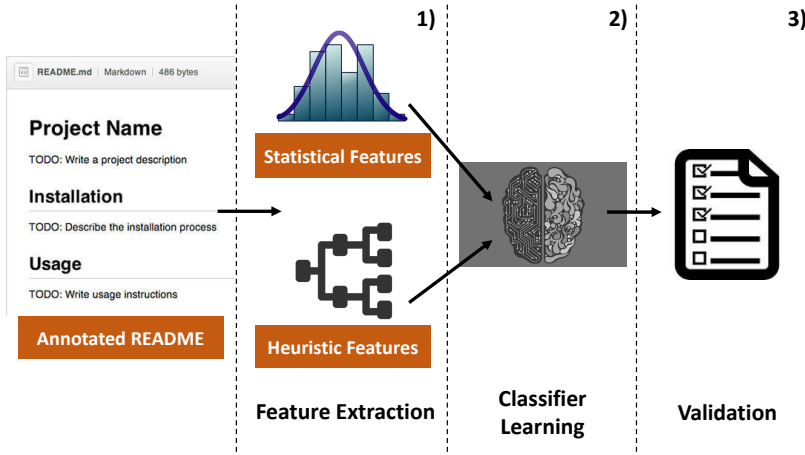 README.md | Markdown | 486 bytes
Project Name
TODO: Write a project description
Installation
TODO: Describe the installation process
Usage
TODO: Write usage instructions
Annotated README
1)
Statistical Features
Heuristic Features
Feature Extraction
2)
Classifier
Learning
3)
Validation